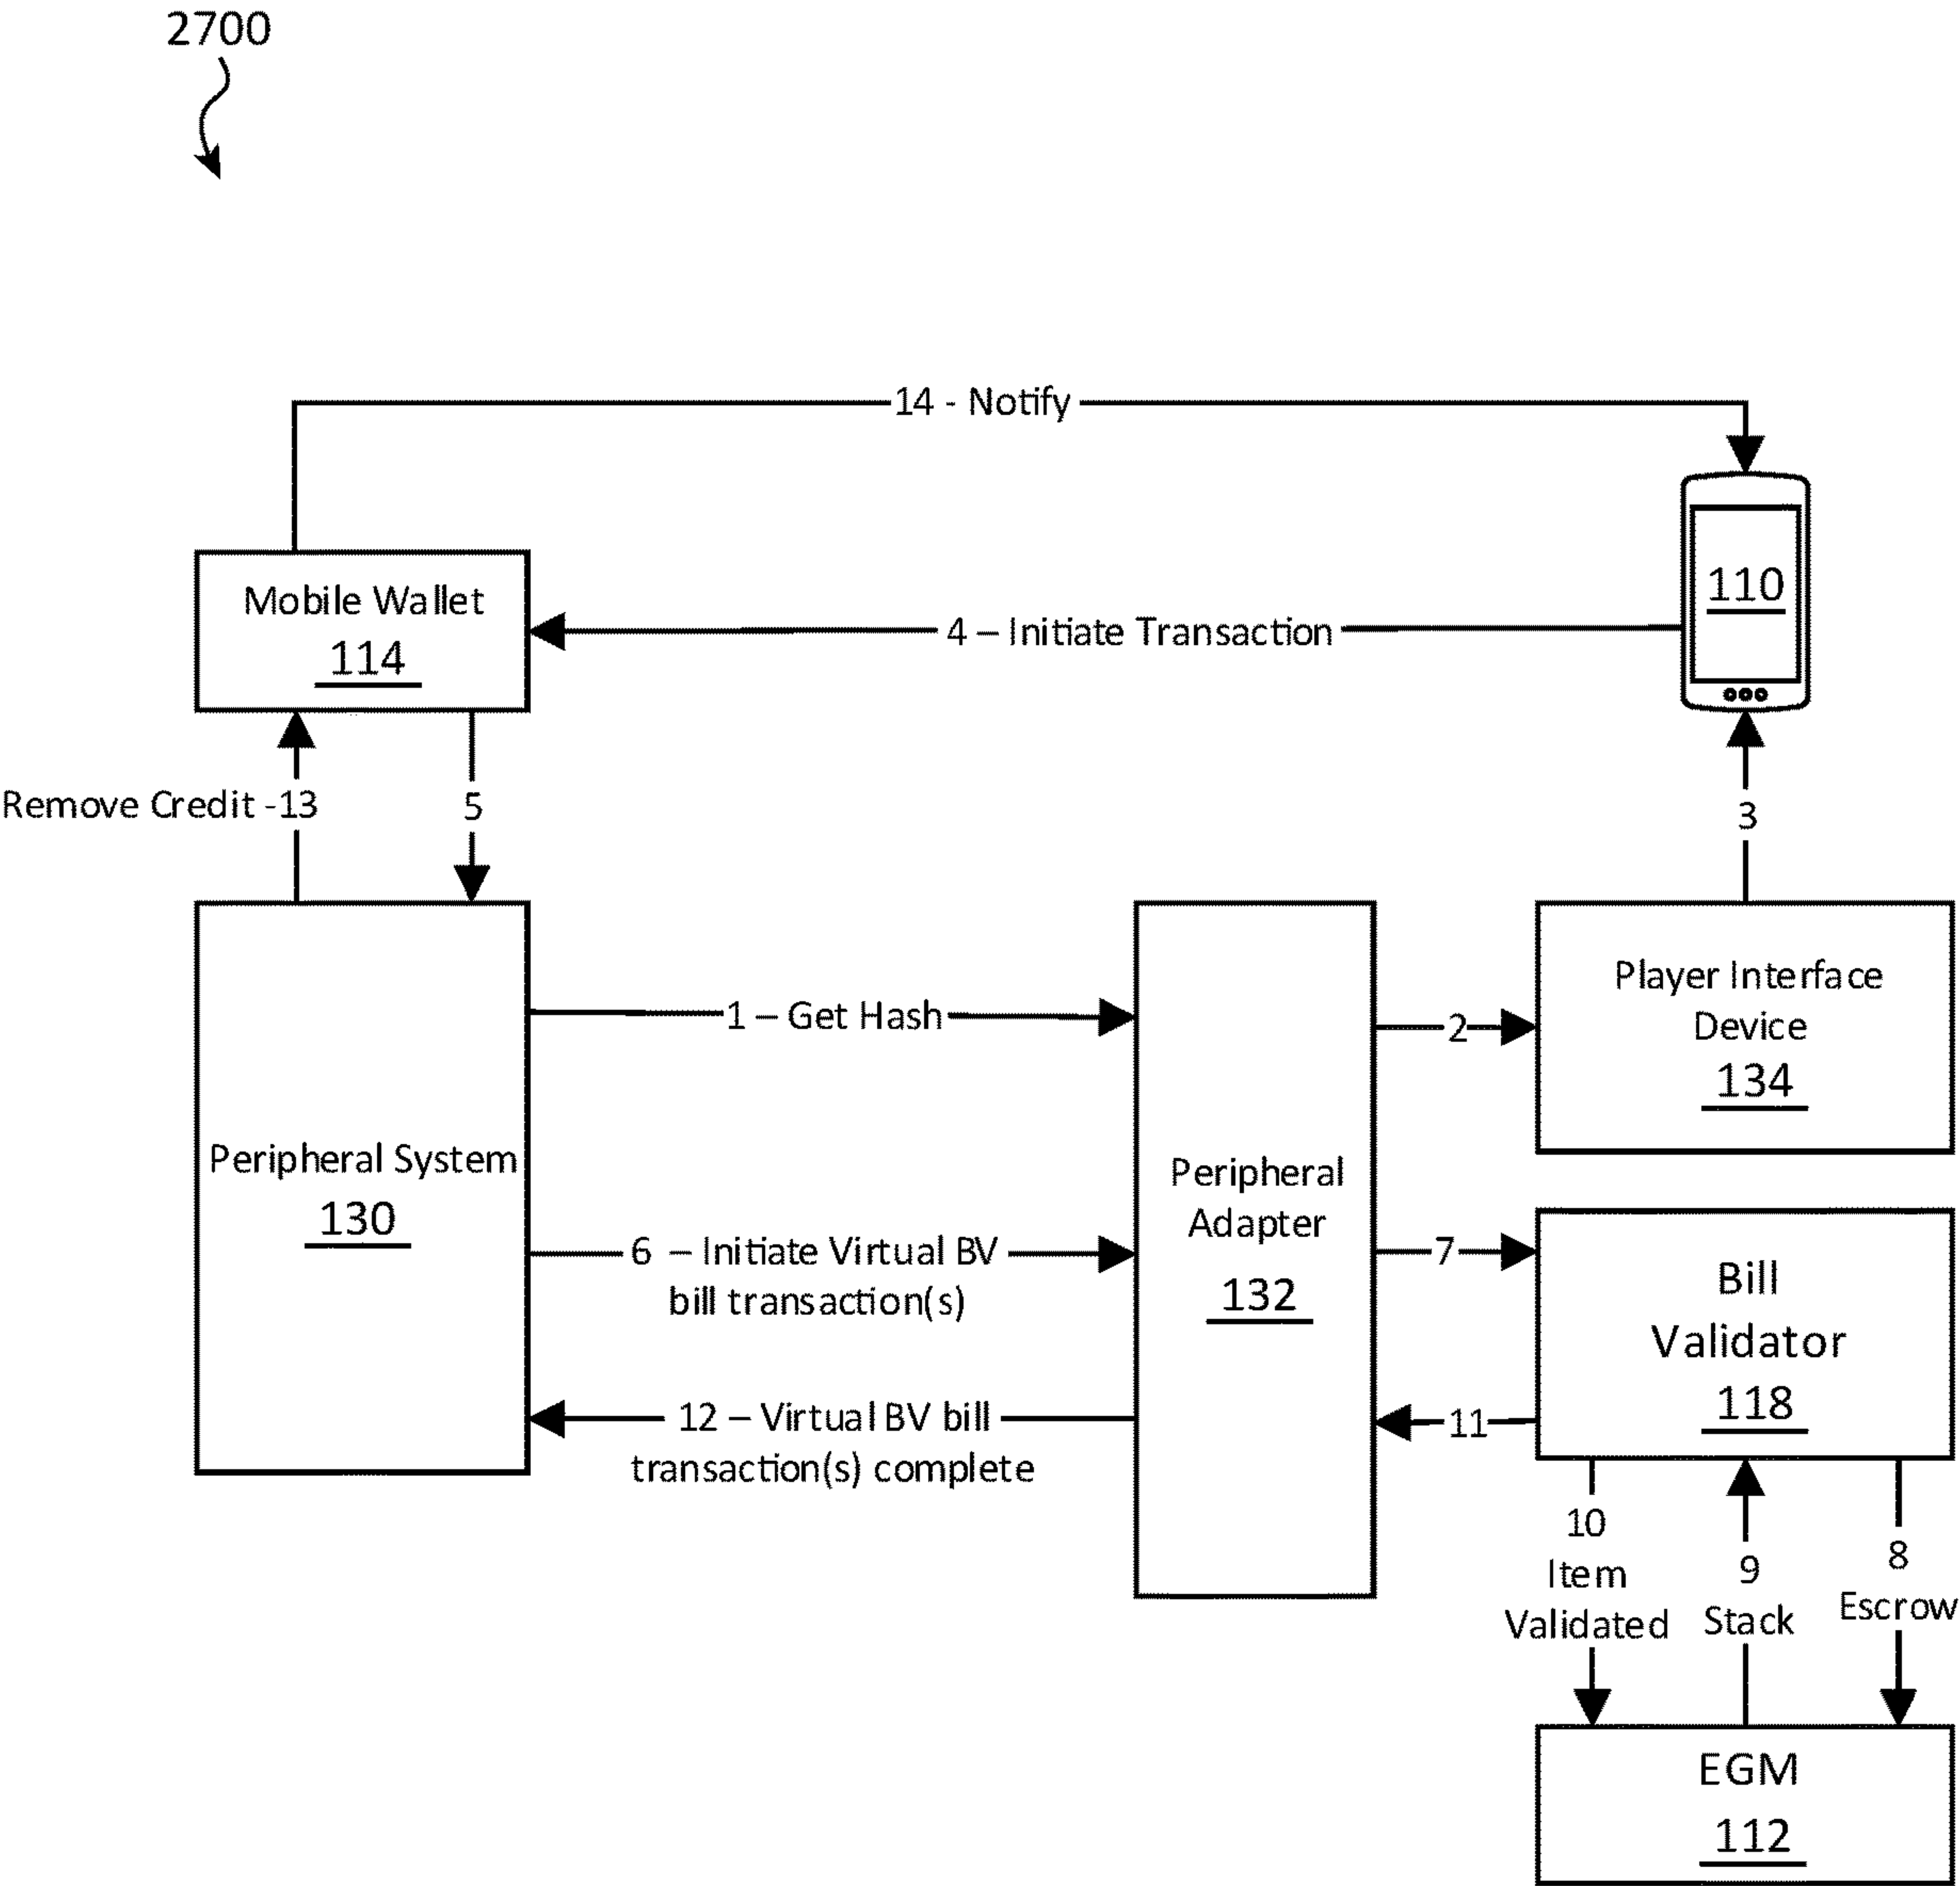 2700
14 - Notify
Mobile Wallet
114
4 – Initiate Transaction
110
Remove Credit -13
5
3
1 – Get Hash
2
Player Interface
Device
134
Peripheral System
130
Peripheral
Adapter
132
6 – Initiate Virtual BV
bill transaction(s)
7
Bill
Validator
118
12 – Virtual BV bill
transaction(s) complete
11
10
Item
Validated
9
Stack
8
Escrow
EGM
112